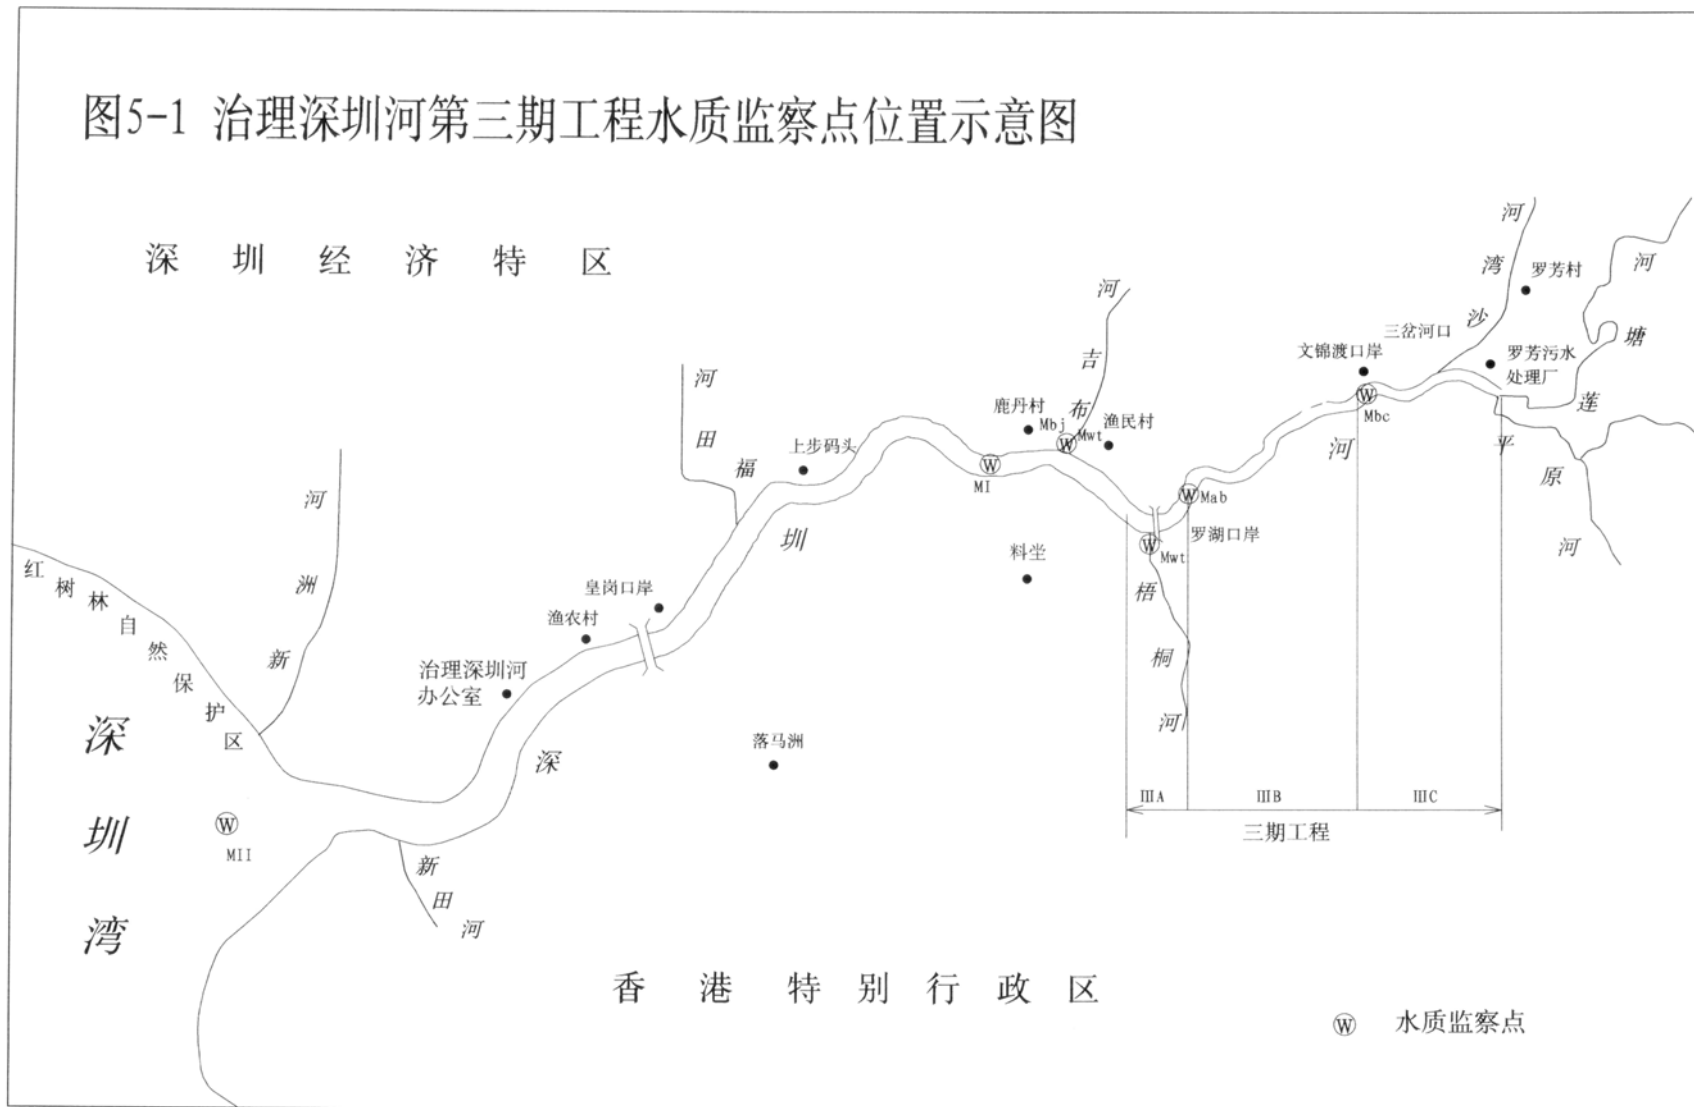 图5-1 治理深圳河第三期工程水质监察点位置示意图
深圳经济特区
河湾沙
罗芳村
河塘莲
三岔河口
文锦渡口岸
罗芳污水
处理厂
Mbc
平原河
河吉布
鹿丹村
Mbj
Mwt
渔民村
河田福
上步码头
MI
Mab
罗湖口岸
Mwt
梧桐河
料坣
深圳河
河洲新
皇岗口岸
渔农村
治理深圳河
办公室
红树林自然保护区
落马洲
深圳湾
MII
新田河
IIIA
IIIB
IIIC
三期工程
香港特别行政区
W 水质监察点